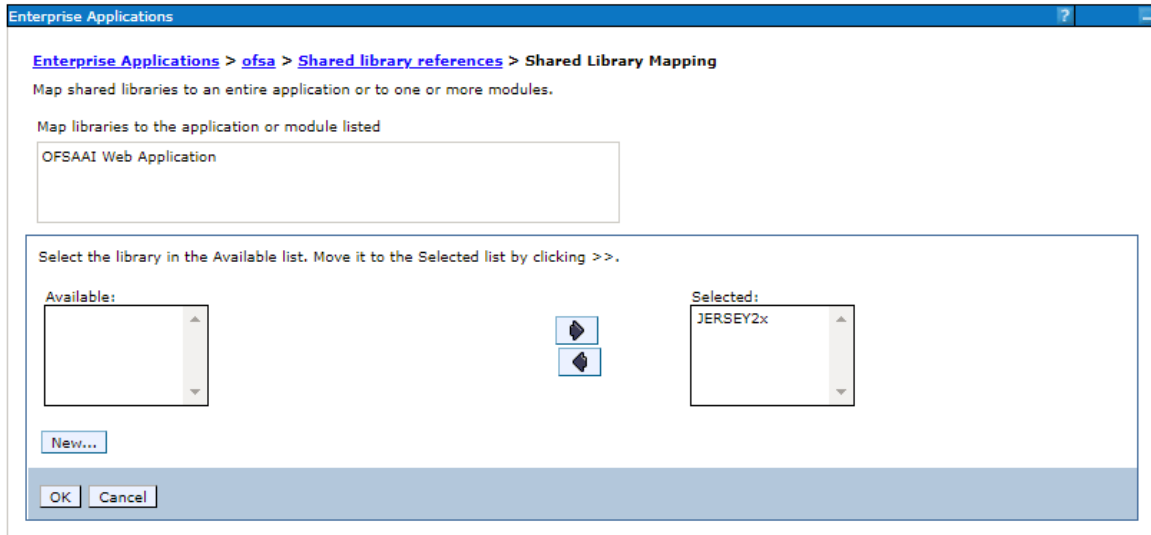 Enterprise Applications ?
Enterprise Applications > ofsa > Shared library references > Shared Library Mapping
Map shared libraries to an entire application or to one or more modules.
Map libraries to the application or module listed
OFSAAI Web Application
Select the library in the Available list. Move it to the Selected list by clicking >>.
Available: Selected:
JERSEY2x
New...
OK Cancel